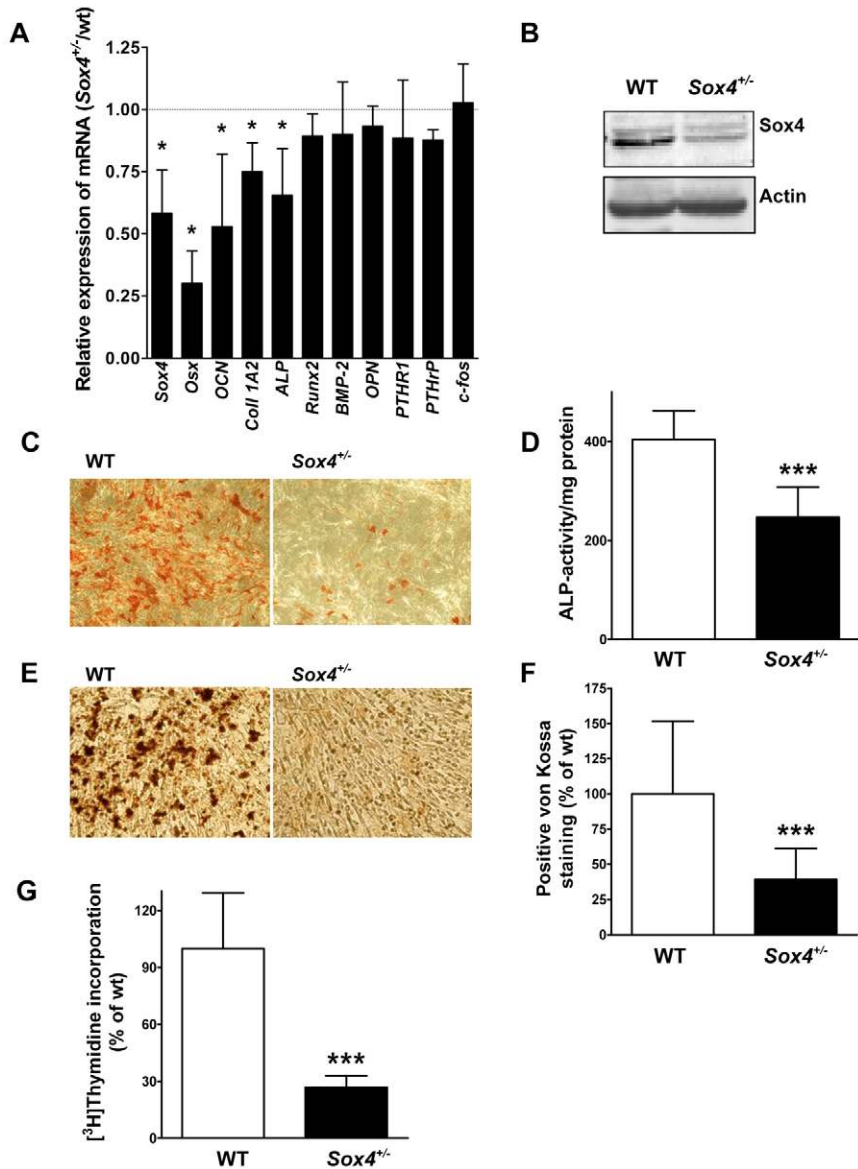 A
Relative expression of mRNA (Sox4+/-/wt)
1.25
1.00
0.75
0.50
0.25
0.00
*
*
*
*
*
Sox4
Osx
OCN
Coll 1A2
ALP
Runx2
BMP-2
OPN
PTHR1
PTHrP
c-fos
B
WT
Sox4+/-
Sox4
Actin
C
WT
Sox4+/-
D
ALP-activity/mg protein
400
200
0
***
WT
Sox4+/-
E
WT
Sox4+/-
F
Positive von Kossa
staining (% of wt)
175
150
125
100
75
50
25
0
***
WT
Sox4+/-
G
[³H]Thymidine incorporation
(% of wt)
120
90
60
30
0
***
WT
Sox4+/-